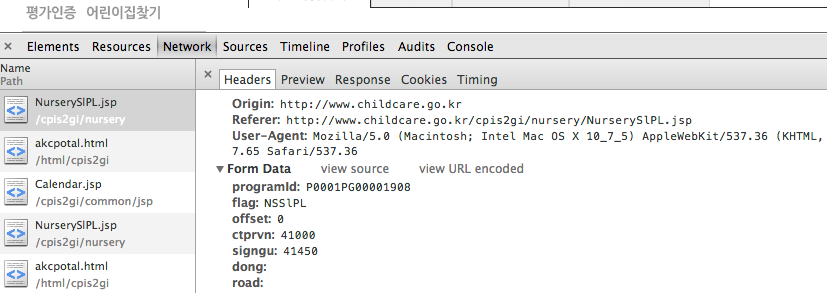 평가인증 어린이집찾기
× Elements Resources Network Sources Timeline Profiles Audits Console
Name
Path
× Headers Preview Response Cookies Timing
NurserySlPL.jsp
/cpis2gi/nursery
akcpotal.html
/html/cpis2gi
Calendar.jsp
/cpis2gi/common/jsp
NurserySlPL.jsp
/cpis2gi/nursery
akcpotal.html
/html/cpis2gi
Origin: http://www.childcare.go.kr
Referer: http://www.childcare.go.kr/cpis2gi/nursery/NurserySlPL.jsp
User-Agent: Mozilla/5.0 (Macintosh; Intel Mac OS X 10_7_5) AppleWebKit/537.36 (KHTML,
7.65 Safari/537.36
▼ Form Data view source view URL encoded
programId: P0001PG00001908
flag: NSSlPL
offset: 0
ctprvn: 41000
signgu: 41450
dong:
road: